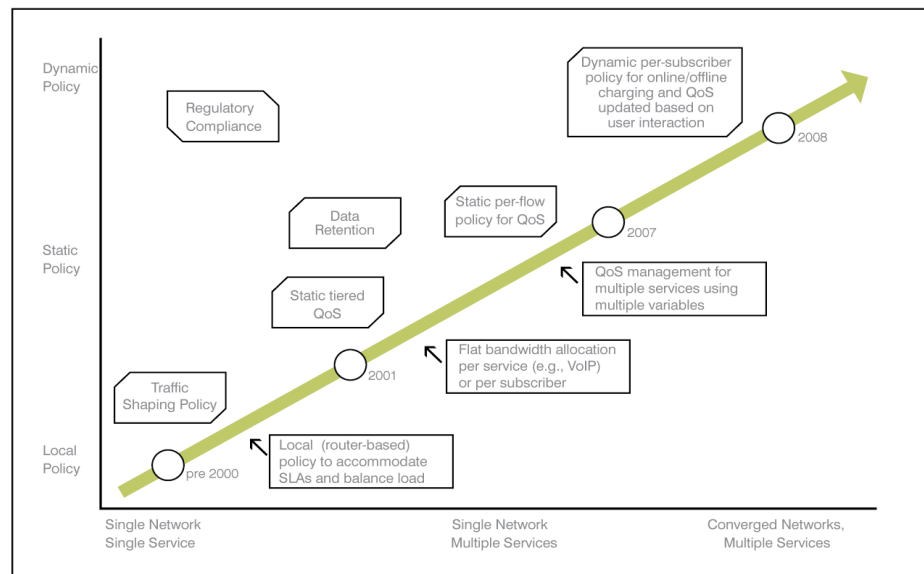 Dynamic
Policy
Regulatory
Compliance
Dynamic per-subscriber
policy for online/offline
charging and QoS
updated based on
user interaction
2008
Data
Retention
Static per-flow
policy for QoS
2007
Static
Policy
QoS management for
multiple services using
multiple variables
Static tiered
QoS
2001
Flat bandwidth allocation
per service (e.g., VoIP)
or per subscriber
Traffic
Shaping Policy
Local
Policy
pre 2000
Local (router-based)
policy to accommodate
SLAs and balance load
Single Network
Single Service
Single Network
Multiple Services
Converged Networks,
Multiple Services